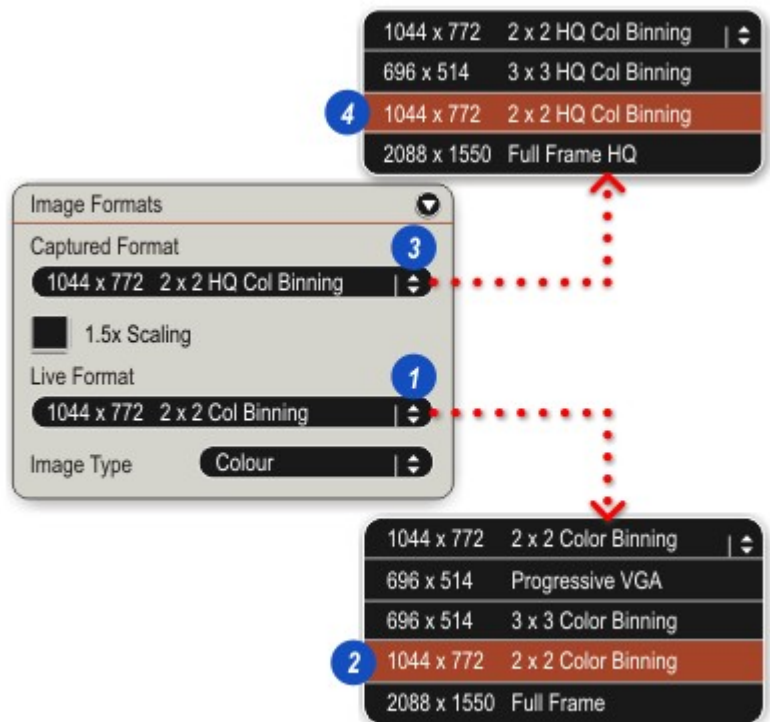 1044 x 772 2 x 2 HQ Col Binning
696 x 514 3 x 3 HQ Col Binning
4 1044 x 772 2 x 2 HQ Col Binning
2088 x 1550 Full Frame HQ
Image Formats
Captured Format 3
1044 x 772 2 x 2 HQ Col Binning
1.5x Scaling
Live Format 1
1044 x 772 2 x 2 Col Binning
Image Type Colour
1044 x 772 2 x 2 Color Binning
696 x 514 Progressive VGA
696 x 514 3 x 3 Color Binning
2 1044 x 772 2 x 2 Color Binning
2088 x 1550 Full Frame